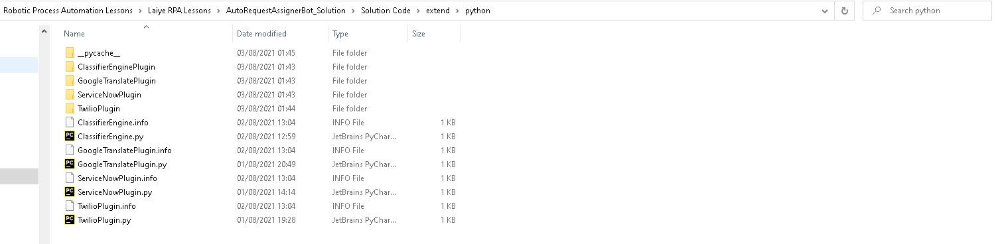 Robotic Process Automation Lessons > Laiye RPA Lessons > AutoRequestAssignerBot_Solution > Solution Code > extend > python Search python
Name Date modified Type Size
__pycache__ 03/08/2021 01:45 File folder
ClassifierEnginePlugin 03/08/2021 01:43 File folder
GoogleTranslatePlugin 03/08/2021 01:43 File folder
ServiceNowPlugin 03/08/2021 01:43 File folder
TwilioPlugin 03/08/2021 01:44 File folder
ClassifierEngine.info 02/08/2021 13:04 INFO File 1 KB
PC ClassifierEngine.py 02/08/2021 12:59 JetBrains PyChar... 1 KB
GoogleTranslatePlugin.info 02/08/2021 13:04 INFO File 1 KB
PC GoogleTranslatePlugin.py 01/08/2021 20:49 JetBrains PyChar... 1 KB
ServiceNowPlugin.info 02/08/2021 13:04 INFO File 1 KB
PC ServiceNowPlugin.py 01/08/2021 14:14 JetBrains PyChar... 1 KB
TwilioPlugin.info 02/08/2021 13:04 INFO File 1 KB
PC TwilioPlugin.py 01/08/2021 19:28 JetBrains PyChar... 1 KB